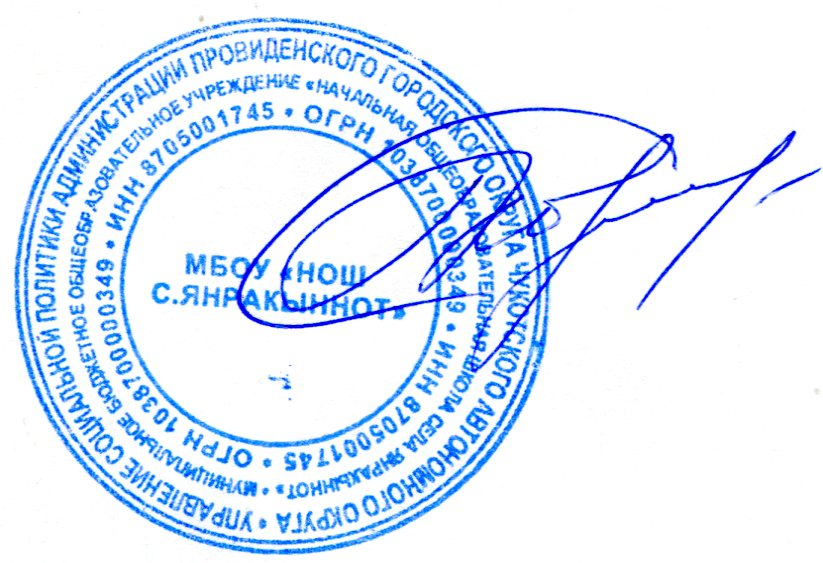 УПРАВЛЕНИЕ СОЦИАЛЬНОЙ ПОЛИТИКИ АДМИНИСТРАЦИИ ПРОВИДЕНСКОГО ГОРОДСКОГО ОКРУГА ЧУКОТСКОГО АВТОНОМНОГО ОКРУГА •
МУНИЦИПАЛЬНОЕ БЮДЖЕТНОЕ ОБЩЕОБРАЗОВАТЕЛЬНОЕ УЧРЕЖДЕНИЕ «НАЧАЛЬНАЯ ОБЩЕОБРАЗОВАТЕЛЬНАЯ ШКОЛА СЕЛА ЯНРАКЫННОТ» •
ОГРН 1038700000349 • ИНН 8705001745 • ОГРН 1038700000349 • ИНН 8705001745 •
МБОУ «НОШ
С.ЯНРАКЫННОТ»